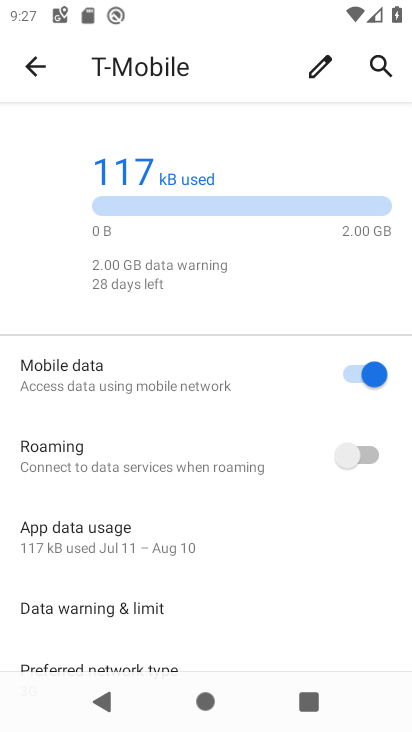 9:27
T-Mobile
117 kB used
0 B 2.00 GB
2.00 GB data warning
28 days left
Mobile data
Access data using mobile network
Roaming
Connect to data services when roaming
App data usage
117 kB used Jul 11 – Aug 10
Data warning & limit
Preferred network type
3G